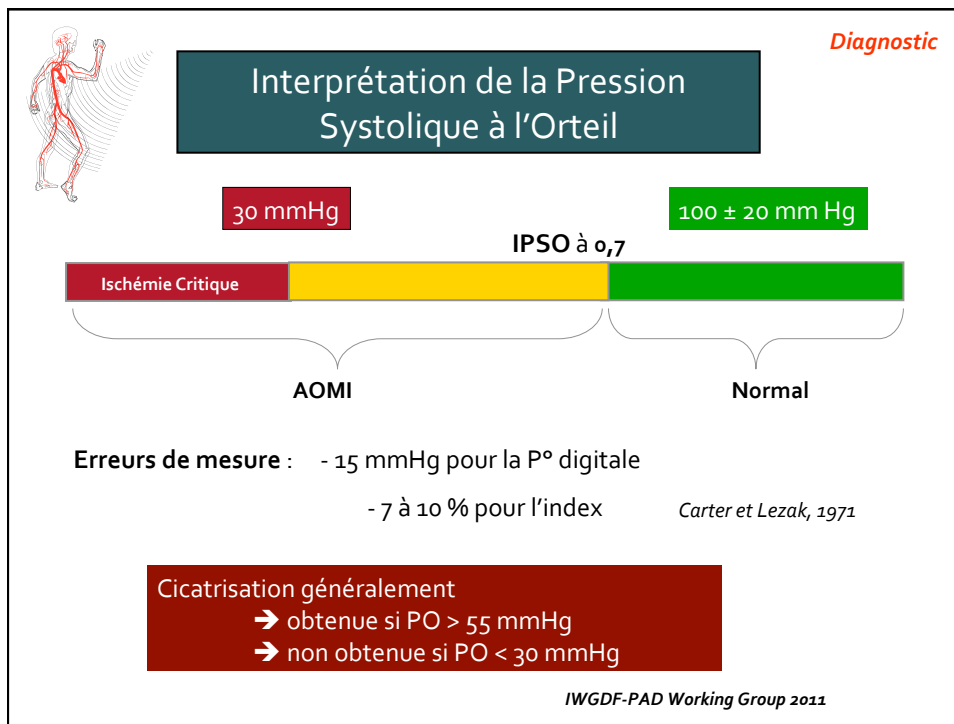 Diagnostic
Interprétation de la Pression
Systolique à l'Orteil
30 mmHg
100 ± 20 mm Hg
IPSO à 0,7
Ischémie Critique
AOMI
Normal
Erreurs de mesure : - 15 mmHg pour la P° digitale
- 7 à 10 % pour l'index
Carter et Lezak, 1971
Cicatrisation généralement
➔ obtenue si PO > 55 mmHg
➔ non obtenue si PO < 30 mmHg
IWGDF-PAD Working Group 2011